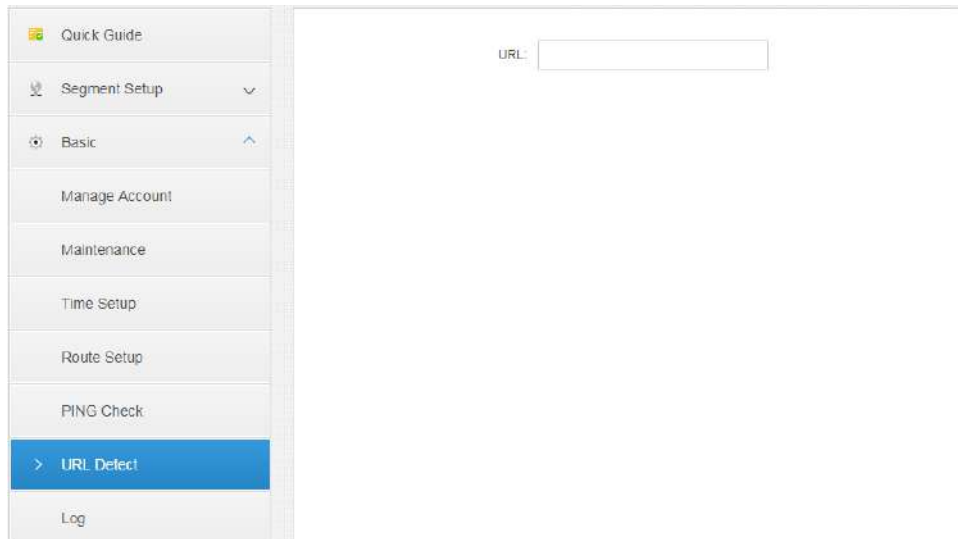 Quick Guide
URL:
Segment Setup
Basic
Manage Account
Maintenance
Time Setup
Route Setup
PING Check
URL Detect
Log